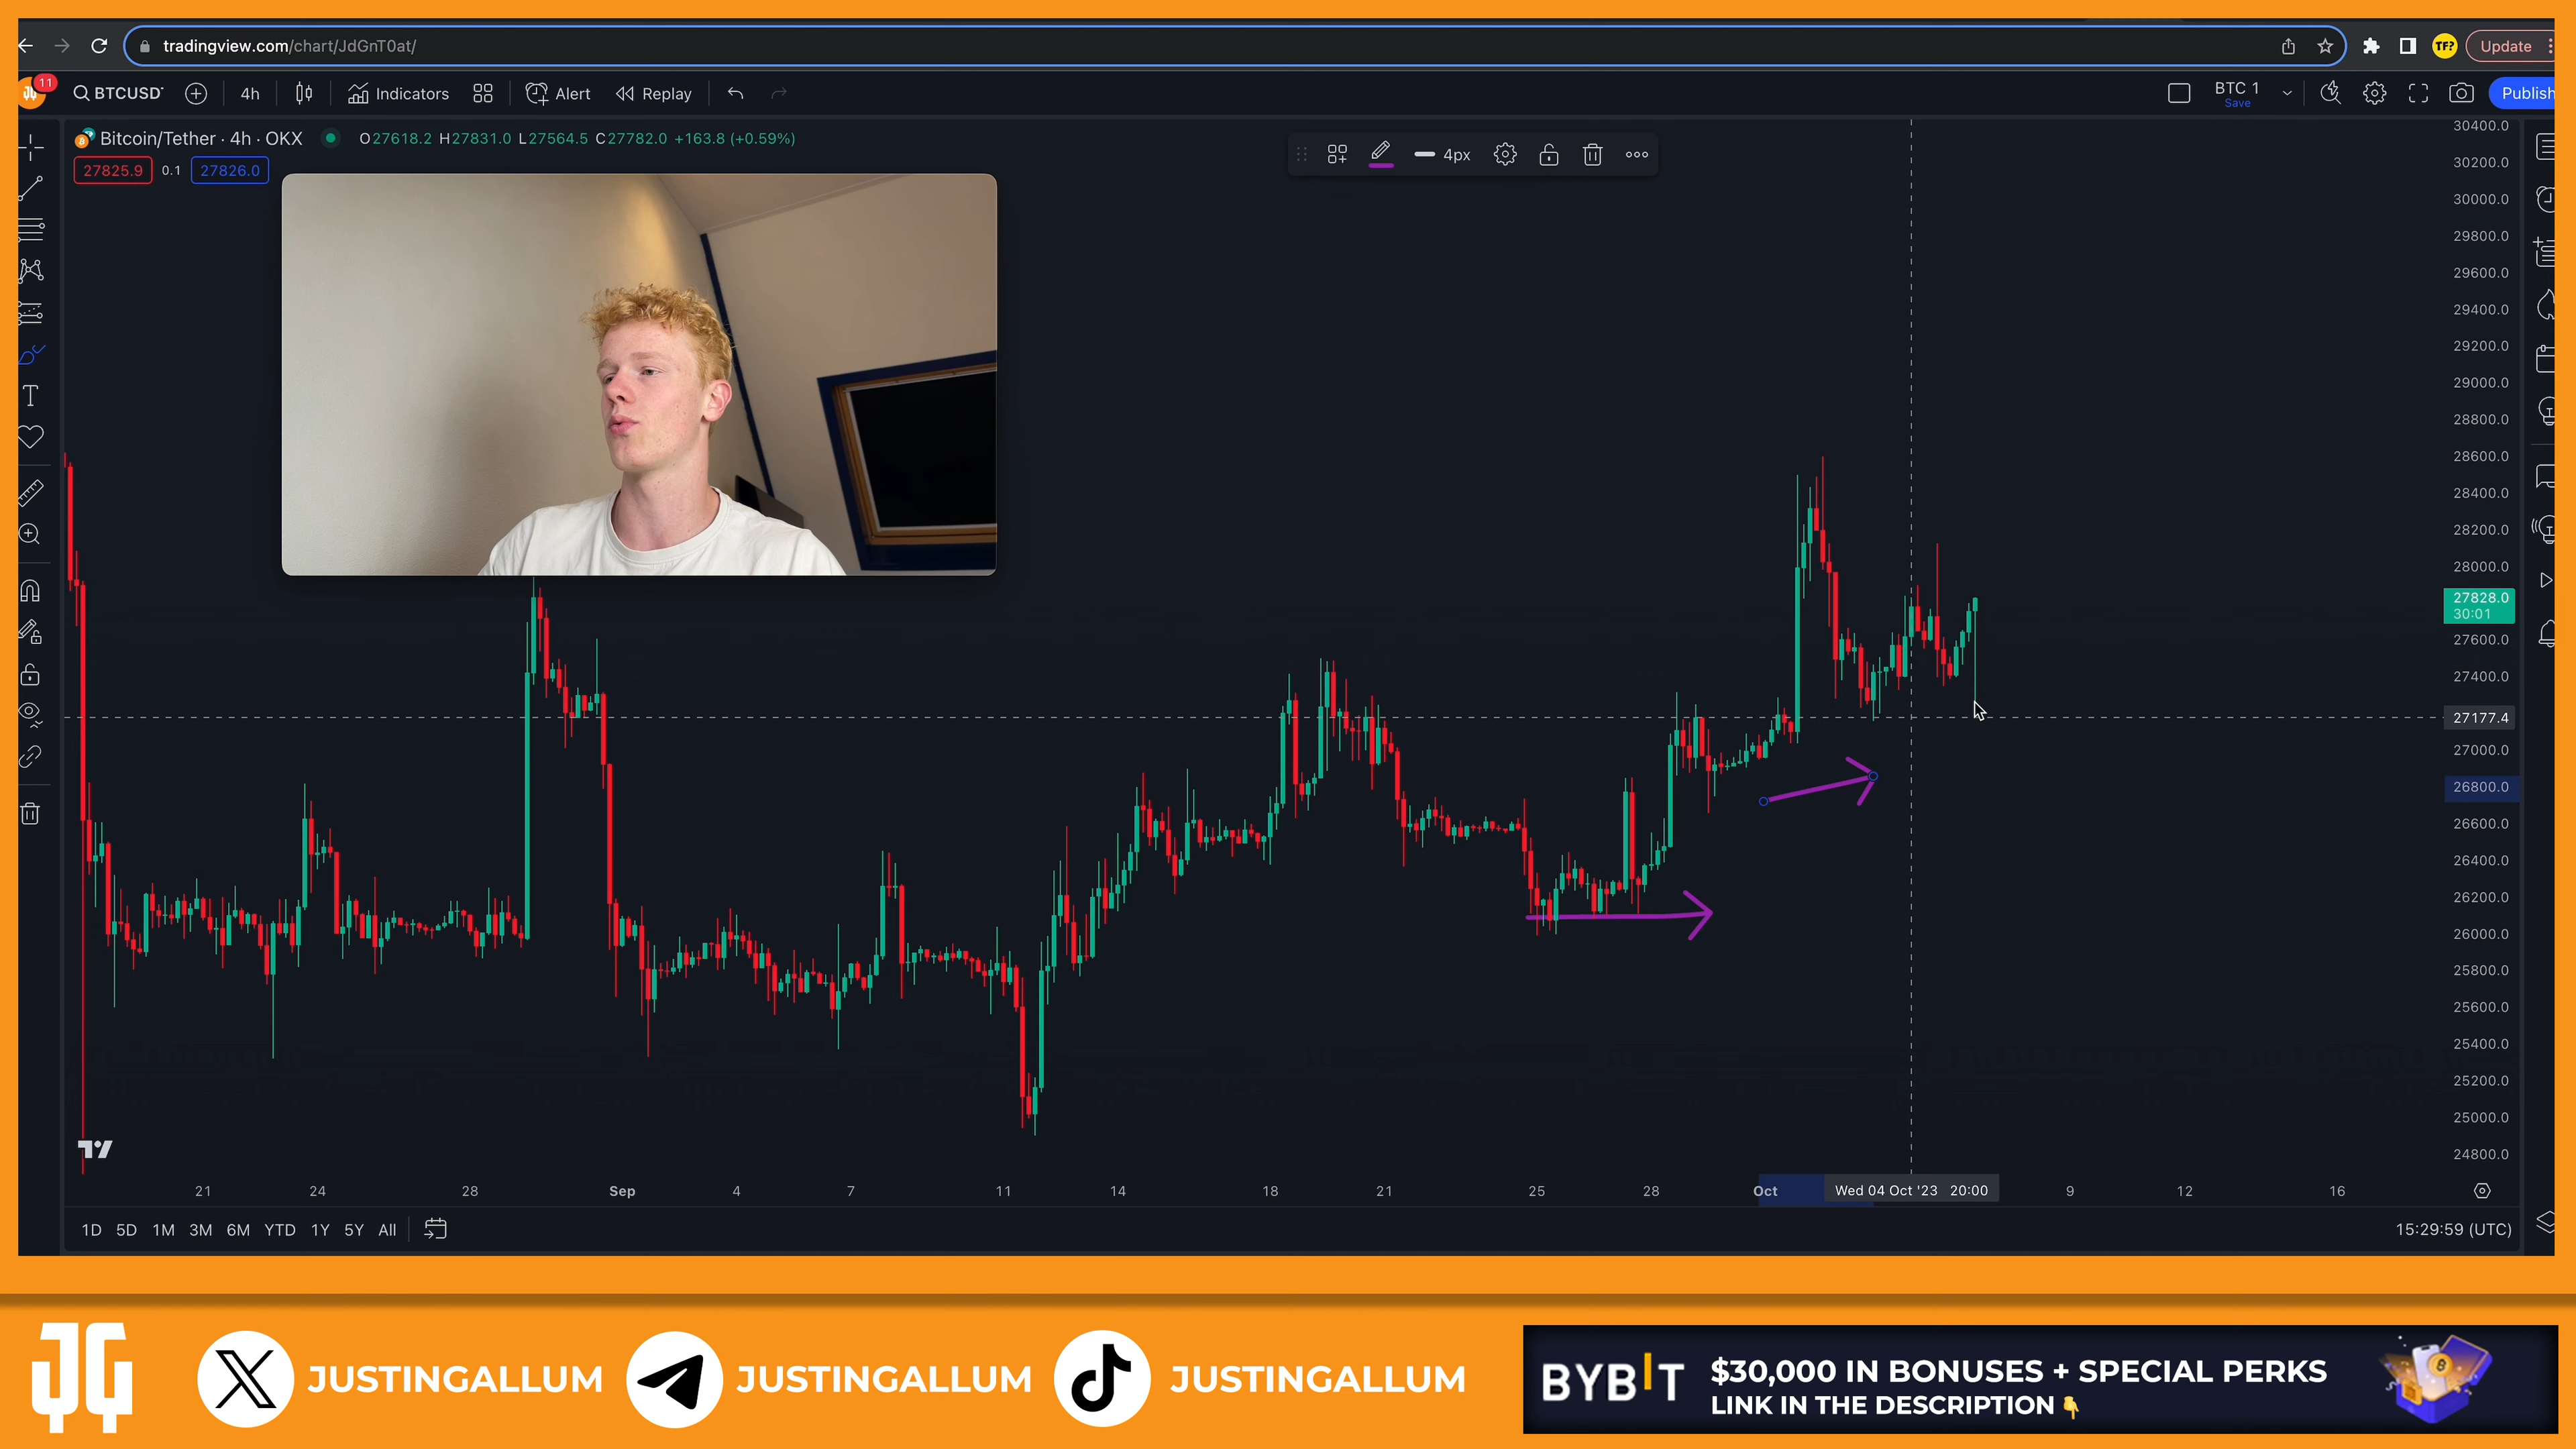 tradingview.com/chart/JdGnT0at/
TF?
Update
11
BTCUSD
4h
Indicators
Alert
Replay
BTC 1
Save
Publish
Bitcoin/Tether · 4h · OKX
O27618.2 H27831.0 L27564.5 C27782.0 +163.8 (+0.59%)
27825.9 0.1 27826.0
4px
30400.0
30200.0
30000.0
29800.0
29600.0
29400.0
29200.0
29000.0
28800.0
28600.0
28400.0
28200.0
28000.0
27828.0
30:01
27600.0
27400.0
27177.4
27000.0
26800.0
26600.0
26400.0
26200.0
26000.0
25800.0
25600.0
25400.0
25200.0
25000.0
24800.0
21 24 28 Sep 4 7 11 14 18 21 25 28 Oct Wed 04 Oct '23 20:00 9 12 16
1D 5D 1M 3M 6M YTD 1Y 5Y All
15:29:59 (UTC)
JG
JUSTINGALLUM
JUSTINGALLUM
JUSTINGALLUM
BYBIT
$30,000 IN BONUSES + SPECIAL PERKS
LINK IN THE DESCRIPTION